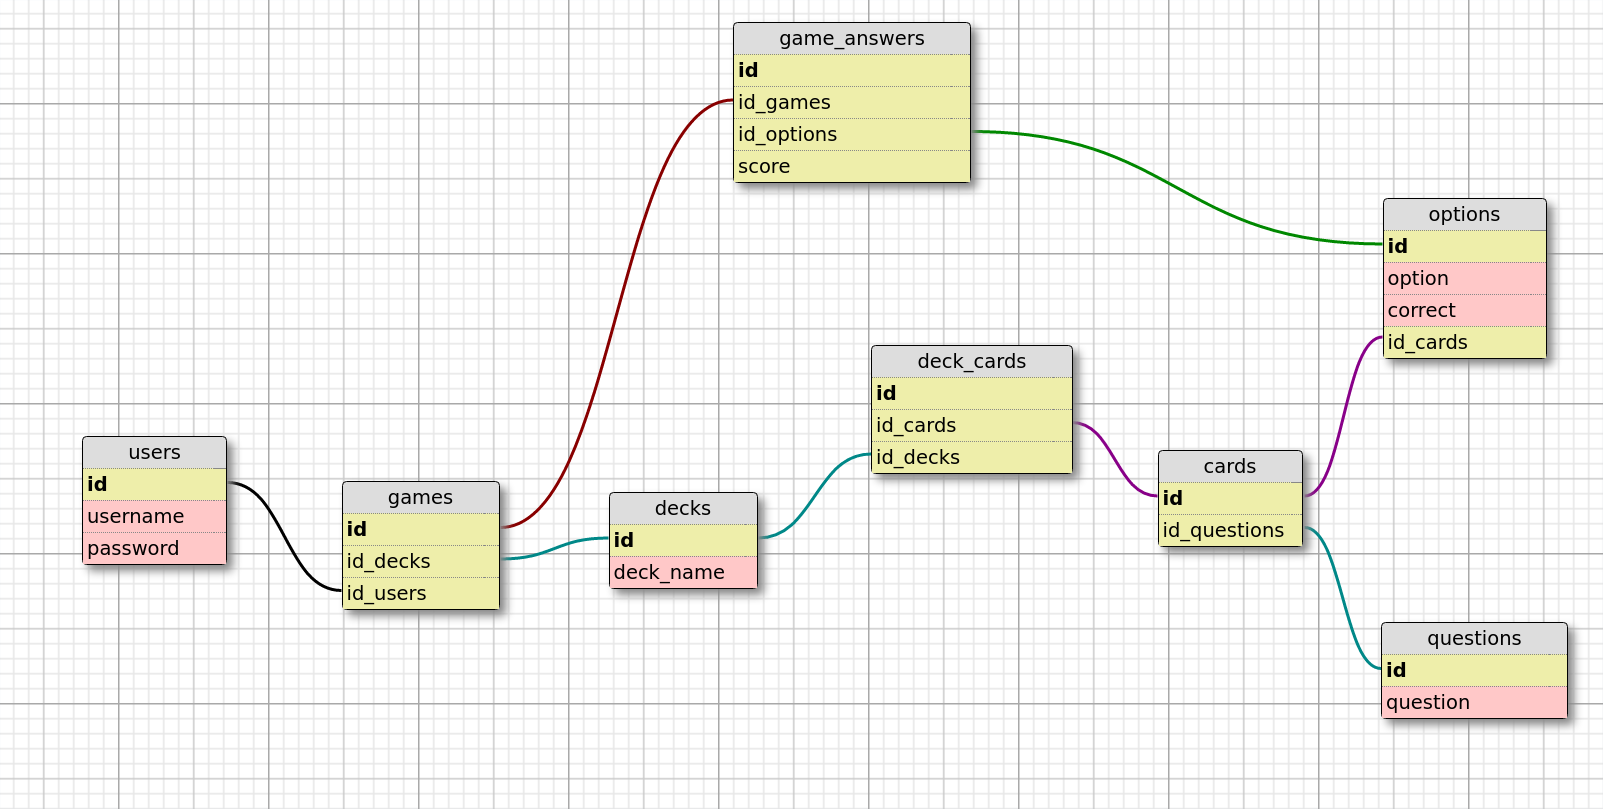 game_answers
id
id_games
id_options
score
options
id
option
correct
id_cards
deck_cards
id
id_cards
id_decks
users
id
username
password
cards
id
id_questions
games
id
id_decks
id_users
decks
id
deck_name
questions
id
question